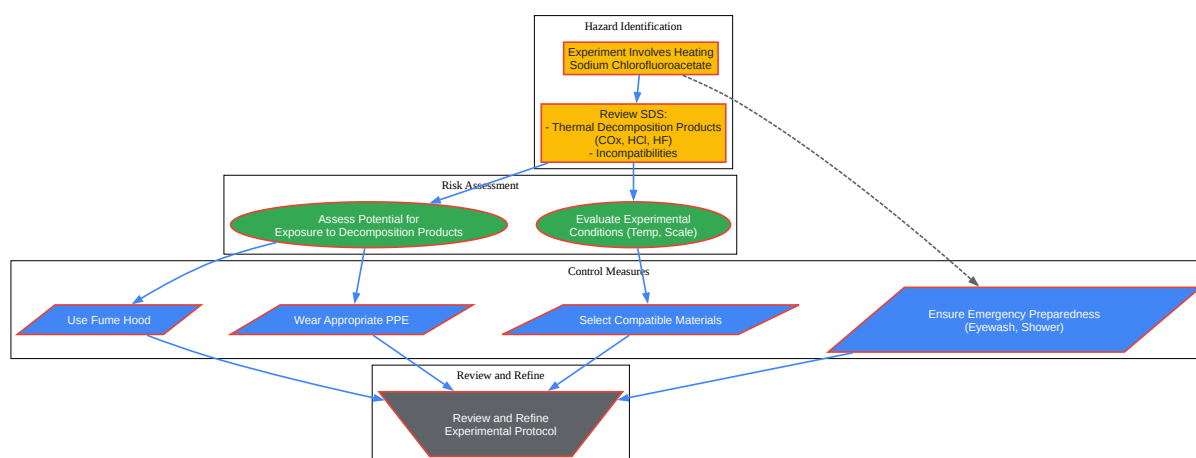 Hazard Identification
Experiment Involves Heating
Sodium Chlorofluoroacetate
Review SDS:
- Thermal Decomposition Products
(COx, HCl, HF)
- Incompatibilities
Risk Assessment
Assess Potential for
Exposure to Decomposition Products
Evaluate Experimental
Conditions (Temp, Scale)
Control Measures
Use Fume Hood
Wear Appropriate PPE
Select Compatible Materials
Ensure Emergency Preparedness
(Eyewash, Shower)
Review and Refine
Review and Refine
Experimental Protocol